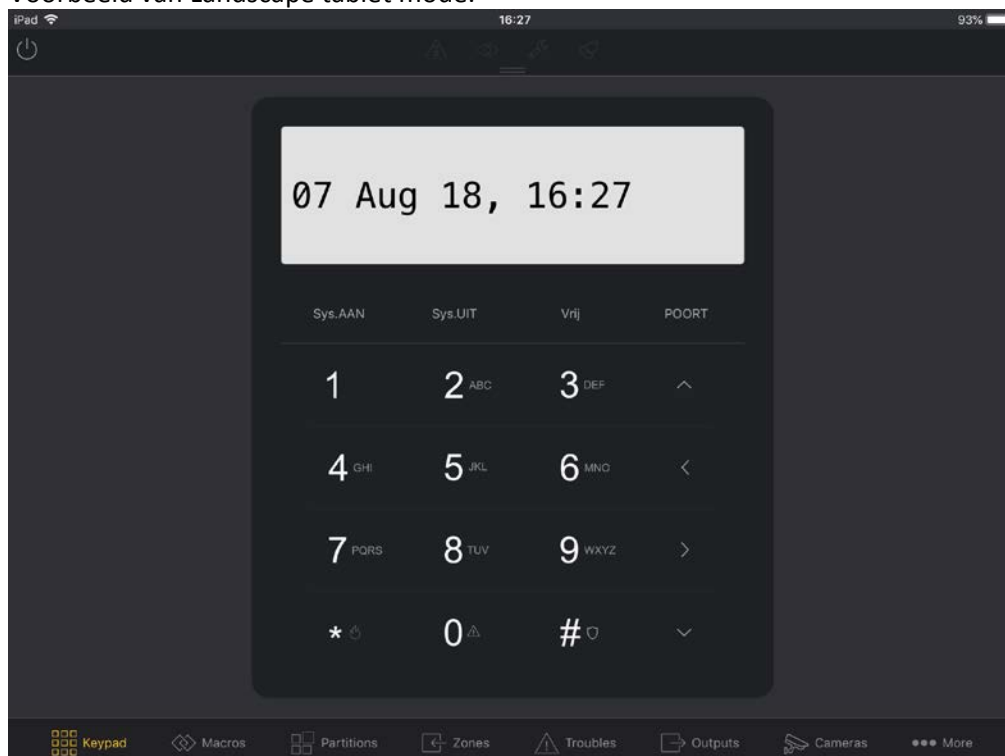 Voorbeeld van Landscape tablet mode:
iPad 16:27 93%
07 Aug 18, 16:27
Sys.AAN Sys.UIT Vrij POORT
1 2 ABC 3 DEF
4 GHI 5 JKL 6 MNO
7 PQRS 8 TUV 9 WXYZ
* 0 #
Keypad Macros Partitions Zones Troubles Outputs Cameras More